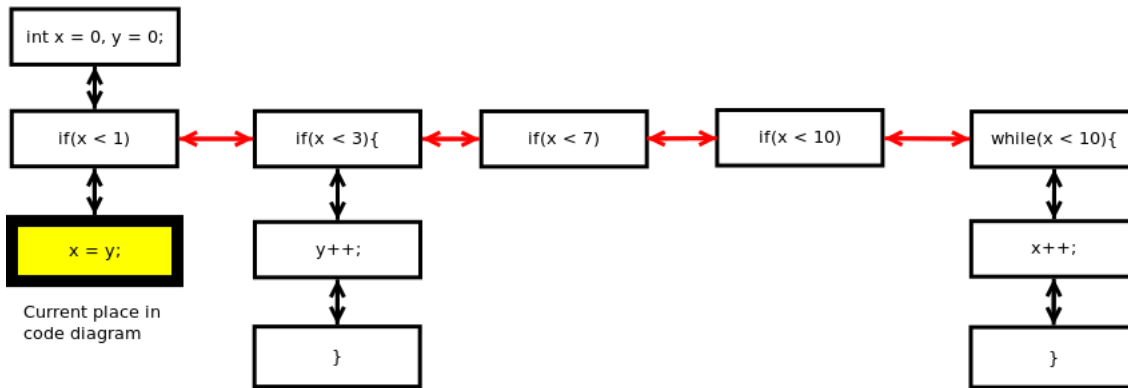 int x = 0, y = 0;
if(x < 1)
if(x < 3){
if(x < 7)
if(x < 10)
while(x < 10){
x = y;
y++;
x++;
Current place in
code diagram
}
}